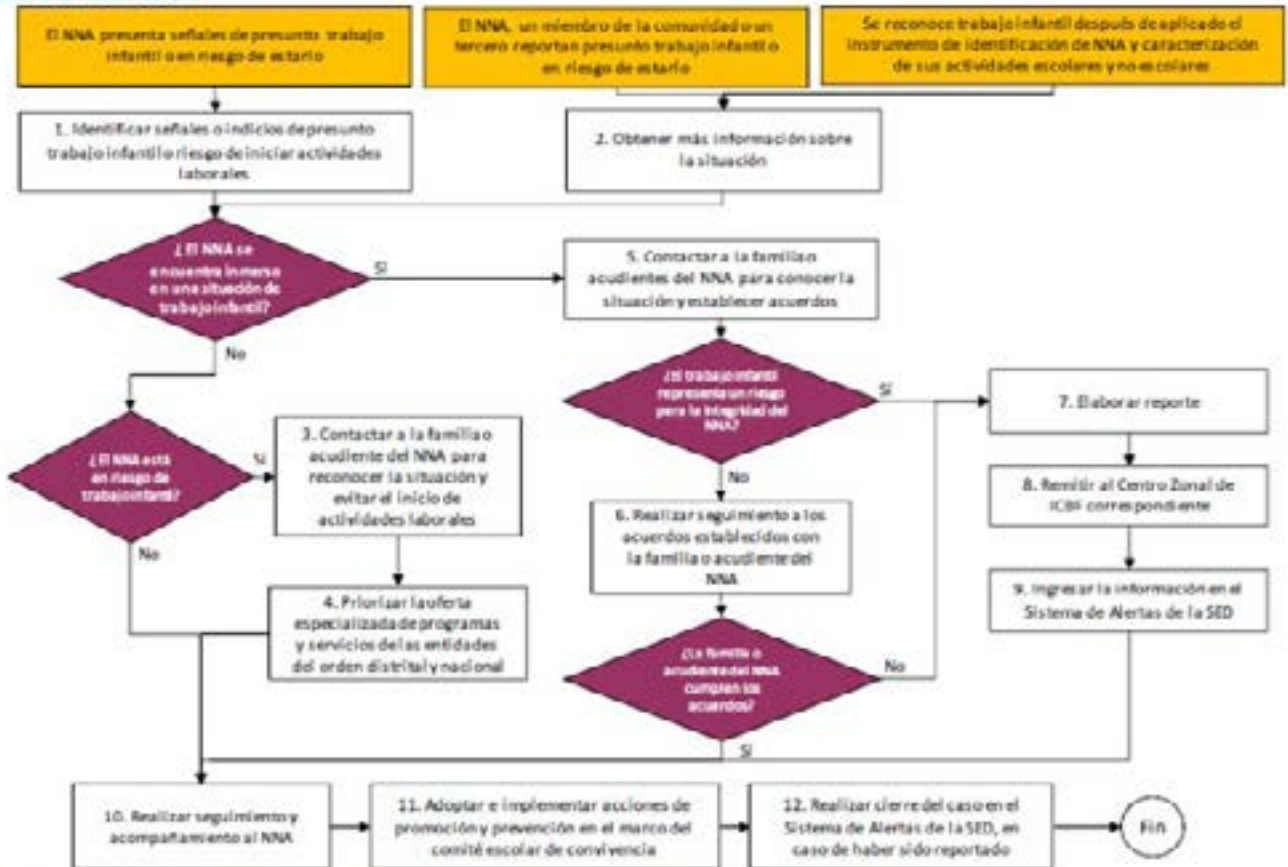 El NNA presenta señales de presunto trabajo
infantil o en riesgo de estarlo
El NNA, un miembro de la comunidad o un
tercero reportan presunto trabajo infantil o
en riesgo de estarlo
Se reconoce trabajo infantil después de aplicado el
instrumento de identificación de NNA y caracterización
de sus actividades escolares y no escolares
1. Identificar señales o indicios de presunto
trabajo infantil o riesgo de iniciar actividades
laborales
2. Obtener más información sobre
la situación
¿El NNA se
encuentra inmerso
en una situación de
trabajo infantil?
Si
5. Contactar a la familia o
acudientes del NNA para conocer la
situación y establecer acuerdos
No
¿El trabajo infantil
representa un riesgo
para la integridad del
NNA?
Sí
7. Elaborar reporte
¿El NNA está
en riesgo de
trabajo infantil?
Si
3. Contactar a la familia o
acudiente del NNA para
reconocer la situación y
evitar el inicio de
actividades laborales
No
8. Remitir al Centro Zonal de
ICBF correspondiente
6. Realizar seguimiento a los
acuerdos establecidos con
la familia o acudiente del
NNA
No
9. Ingresar la información en el
Sistema de Alertas de la SED
4. Priorizar la oferta
especializada de programas
y servicios de las entidades
del orden distrital y nacional
¿La familia o
acudiente del NNA
cumplen los
acuerdos?
No
Si
10. Realizar seguimiento y
acompañamiento al NNA
11. Adoptar e implementar acciones de
promoción y prevención en el marco del
comité escolar de convivencia
12. Realizar cierre del caso en el
Sistema de Alertas de la SED, en
caso de haber sido reportado
Fin